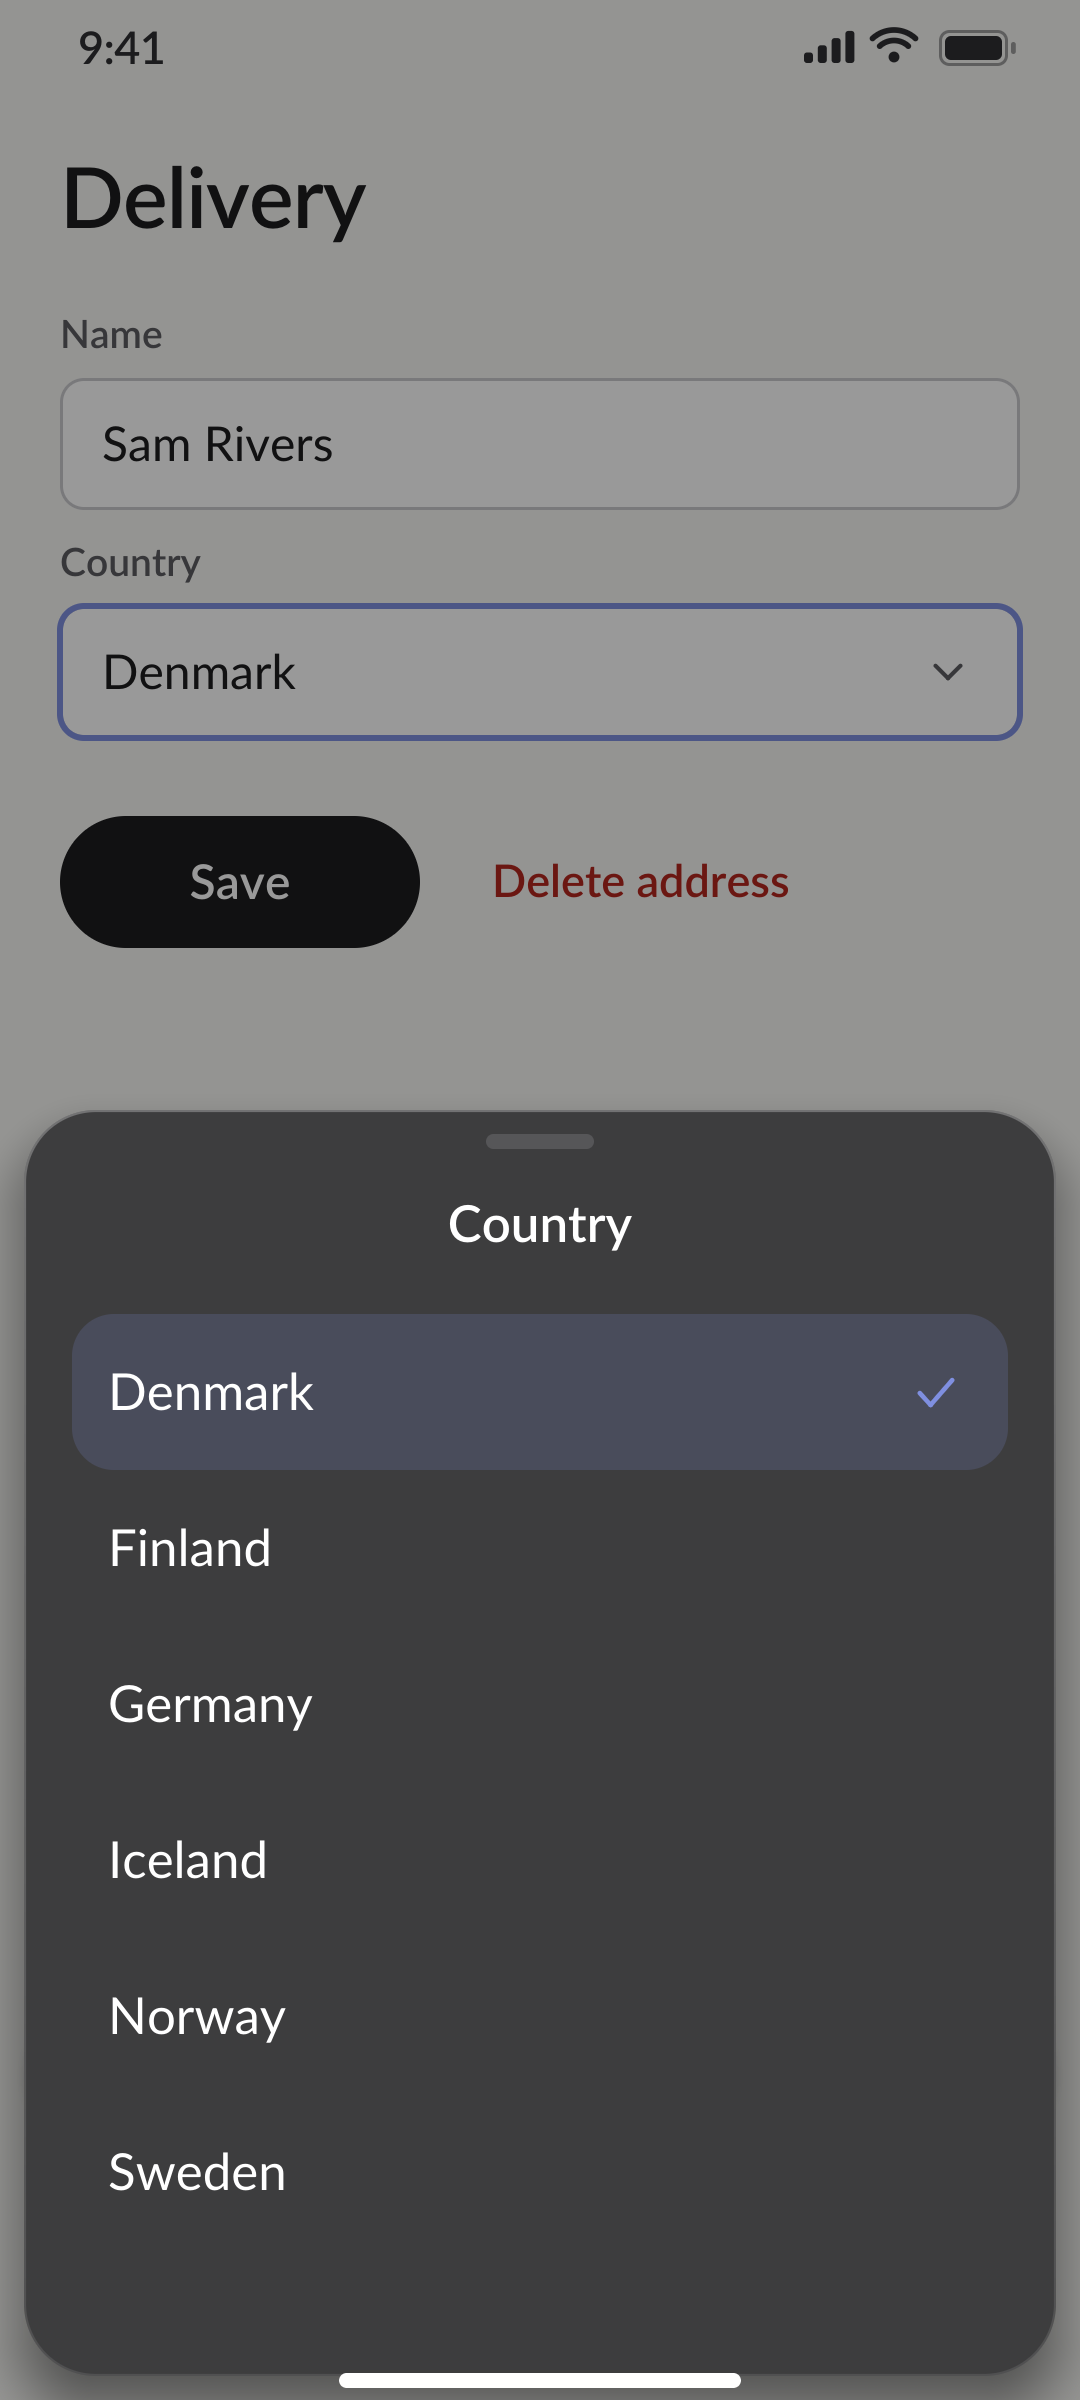 9:41
Delivery
Name
Sam Rivers
Country
Denmark
Save
Delete address
Country
Denmark
Finland
Germany
Iceland
Norway
Sweden